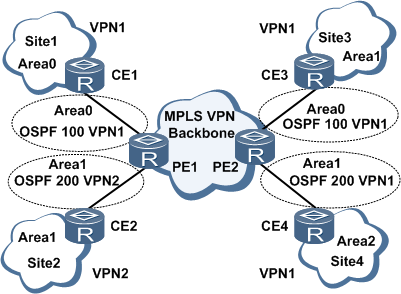 VPN1
Site1
Area0
CE1
VPN1
Site3
Area1
CE3
Area0
OSPF 100 VPN1
MPLS VPN
Backbone
Area0
OSPF 100 VPN1
R
R
R
PE1
PE2
R
Area1
OSPF 200 VPN2
Area1
OSPF 200 VPN1
CE2
R
Area1
Site2
VPN2
CE4
R
Area2
Site4
VPN1